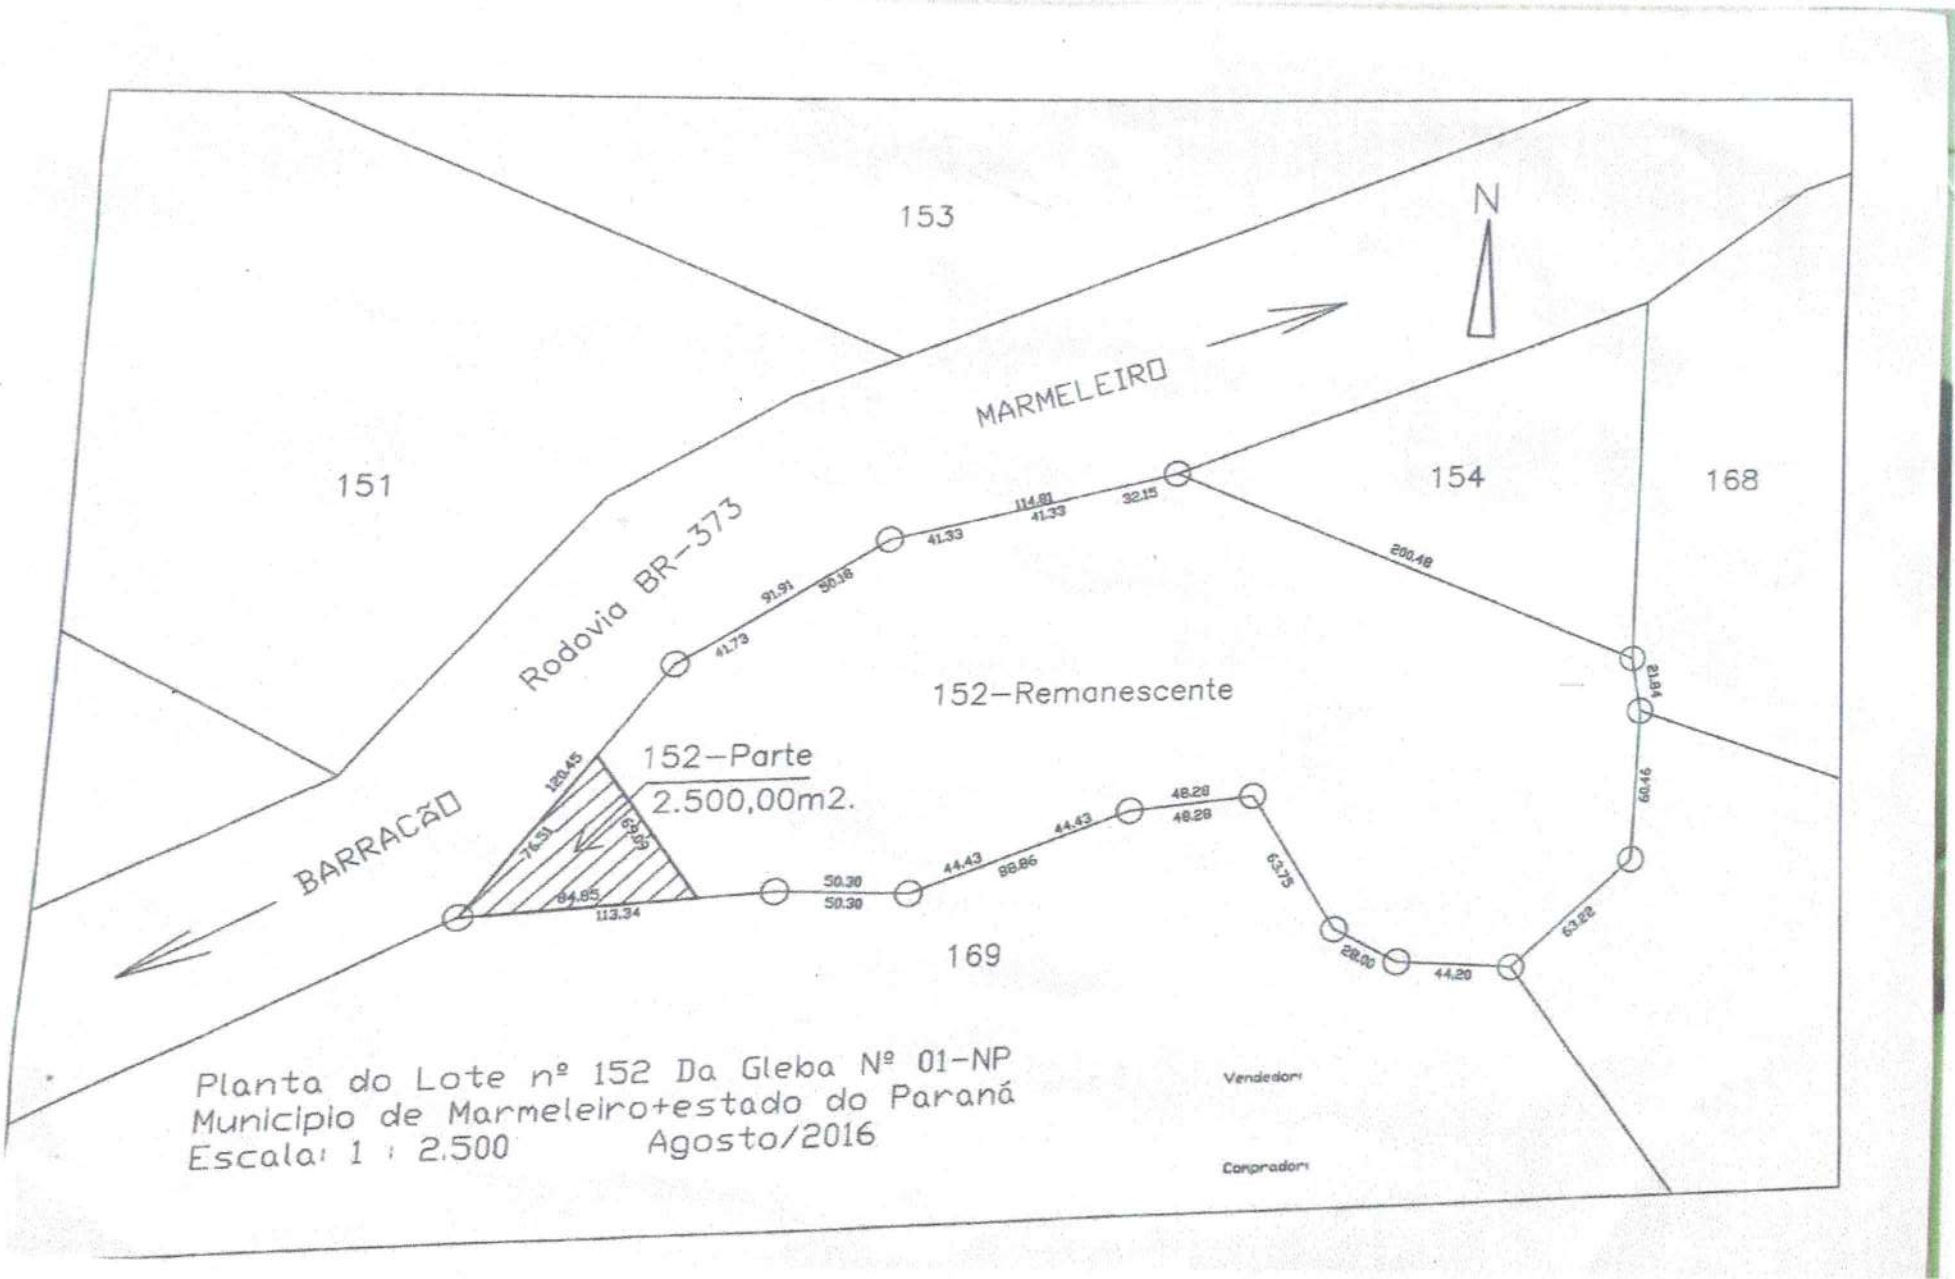 153
N
MARMELEIRO
151
154
168
Rodovia BR-373
114.81
41.33
41.33
32.15
200.48
91.91
50.18
41.73
21.84
152-Remanescente
152-Parte
2.500,00m2.
120.45
76.51
69.09
84.85
113.34
BARRACÃO
50.30
50.30
44.43
44.43
88.86
48.28
48.28
63.75
28.00
44.20
63.22
169
Planta do Lote nº 152 Da Gleba Nº 01-NP
Municipio de Marmeleiro+estado do Paraná
Escala: 1 : 2.500 Agosto/2016
Vendedor:
Comprador: